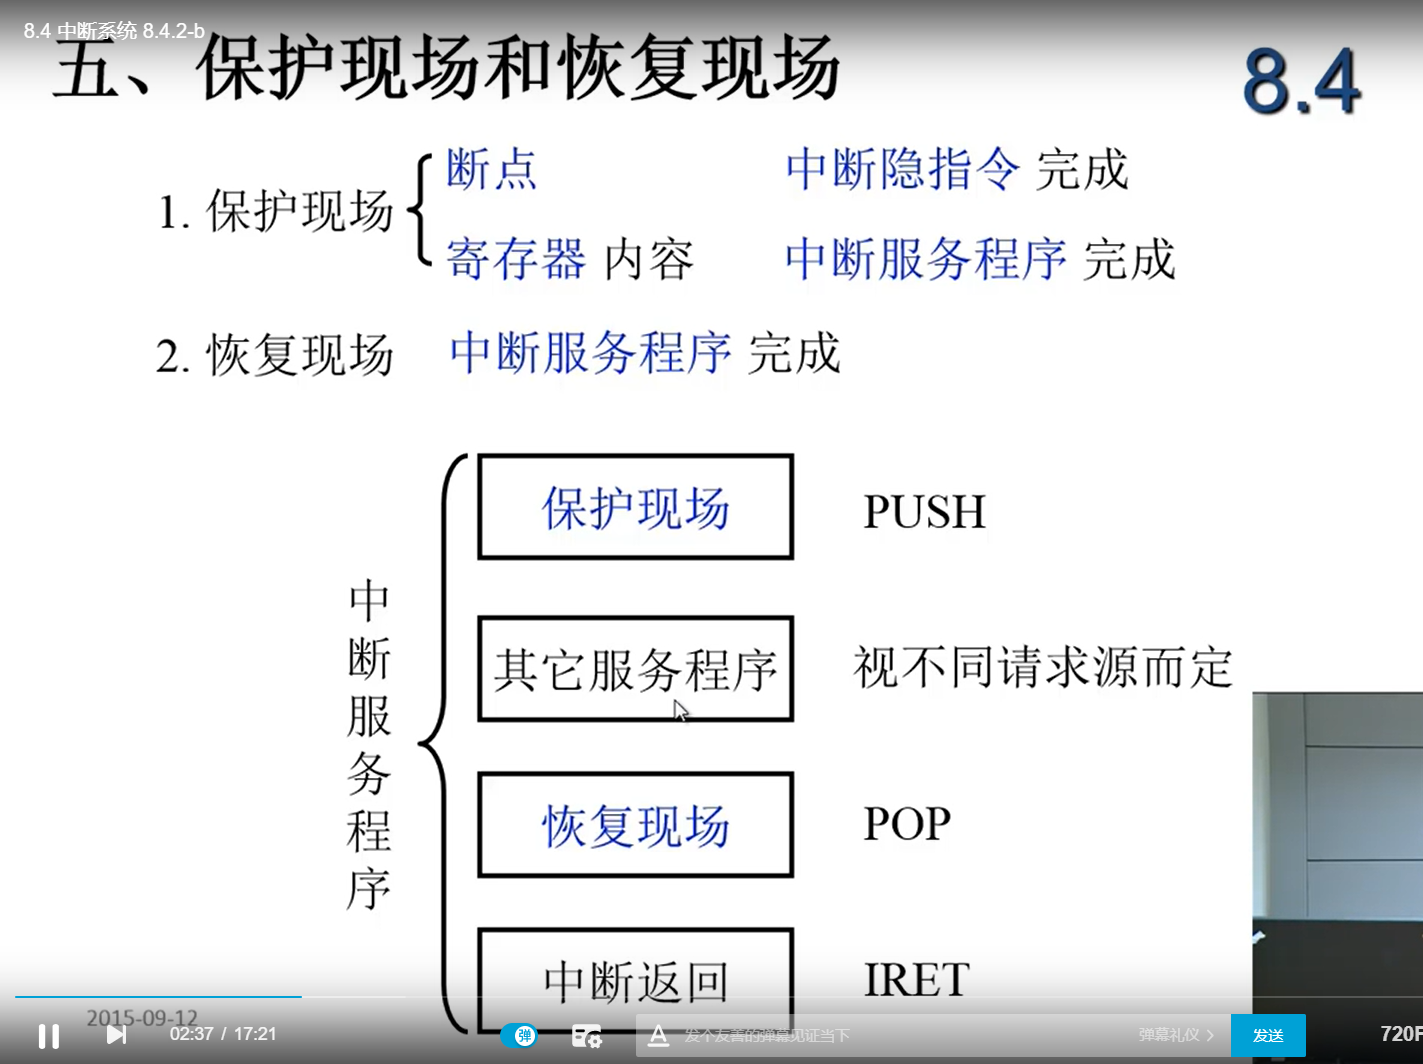 8.4 中断系统 8.4.2-b
五、保护现场和恢复现场
8.4
1. 保护现场
断点 中断隐指令 完成
寄存器 内容 中断服务程序 完成
2. 恢复现场 中断服务程序 完成
中断服务程序
保护现场 PUSH
其它服务程序 视不同请求源而定
恢复现场 POP
中断返回 IRET
2015-09-12
02:37 / 17:21
弹
A
发个友善的弹幕见证当下
弹幕礼仪
发送
720P